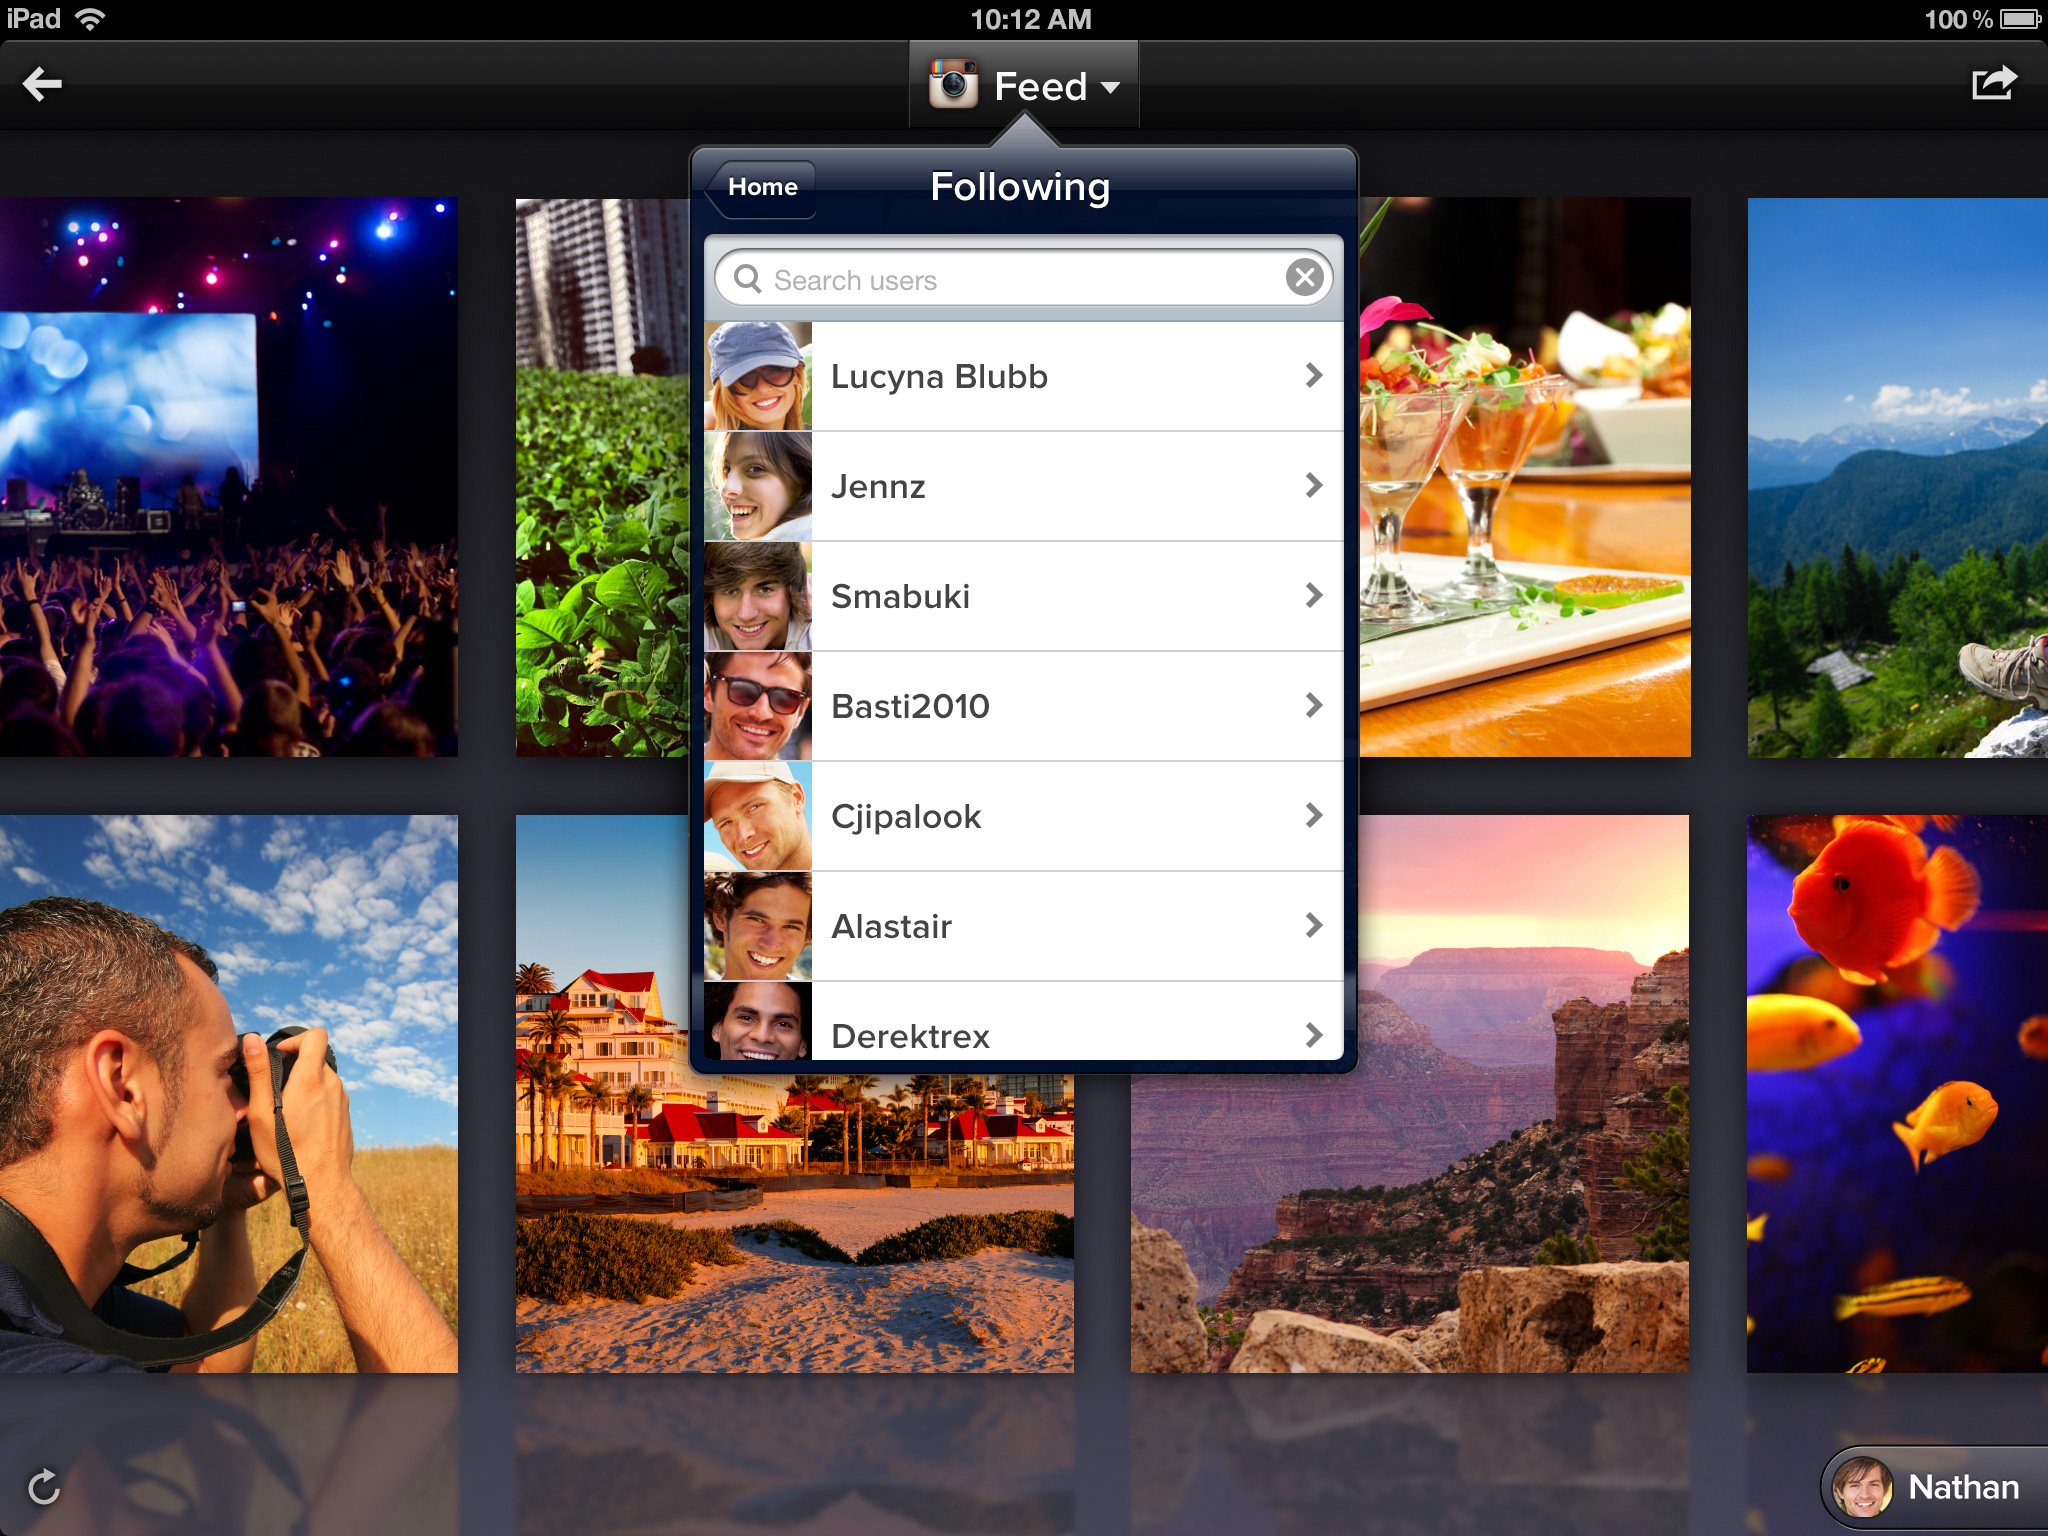 iPad
10:12 AM
100 %
Feed
Home
Following
Search users
Lucyna Blubb
Jennz
Smabuki
Basti2010
Cjipalook
Alastair
Derektrex
Nathan